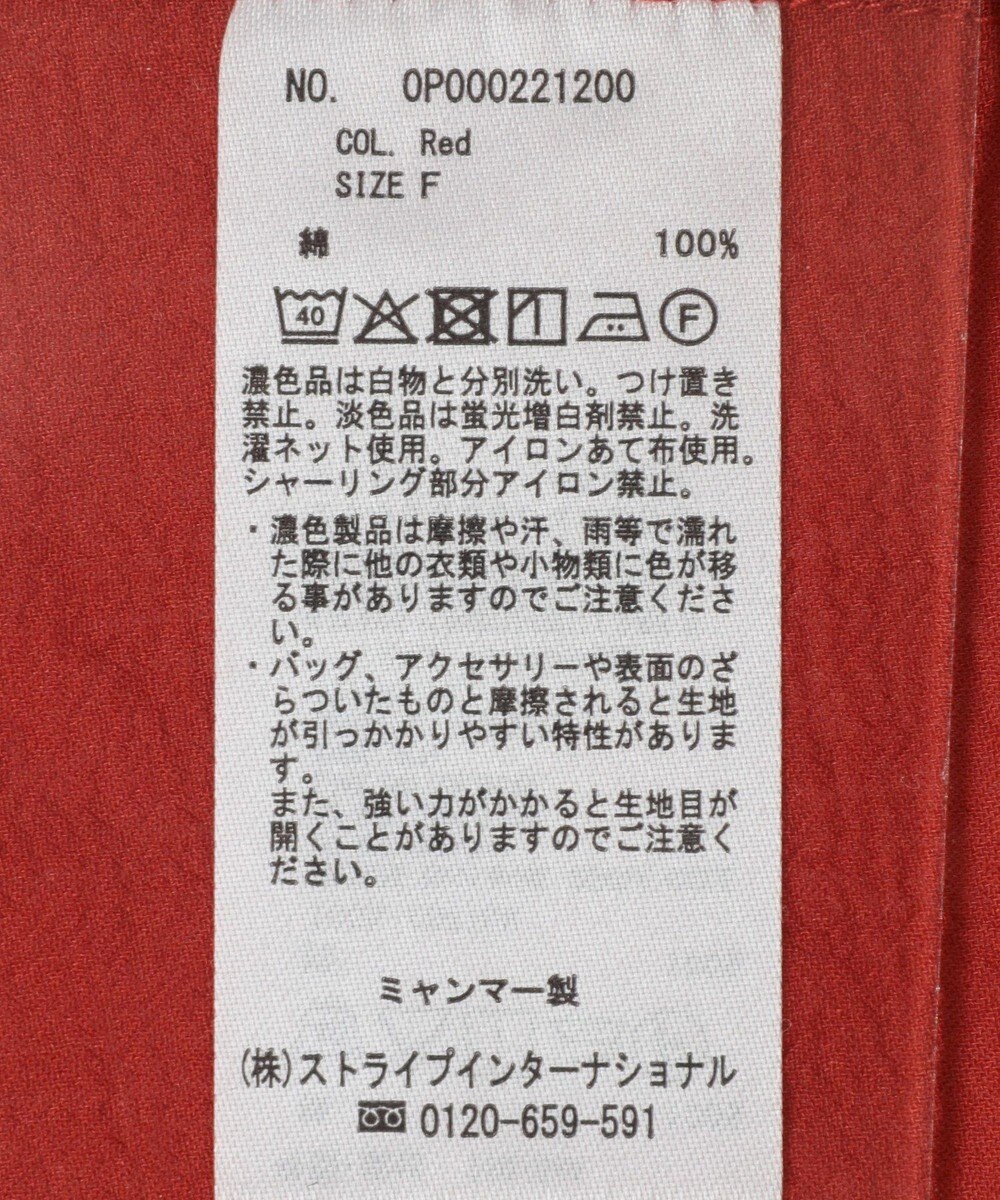 NO. OP000221200
COL. Red
SIZE F
綿 100%
40
F
濃色品は白物と分別洗い。つけ置き
禁止。淡色品は蛍光増白剤禁止。洗
濯ネット使用。アイロンあて布使用。
シャーリング部分アイロン禁止。
・濃色製品は摩擦や汗、雨等で濡れ
た際に他の衣類や小物類に色が移
る事がありますのでご注意くださ
い。
・バッグ、アクセサリーや表面のざ
らついたものと摩擦されると生地
が引っかかりやすい特性がありま
す。
また、強い力がかかると生地目が
開くことがありますのでご注意く
ださい。
ミャンマー製
(株)ストライプインターナショナル
0120-659-591